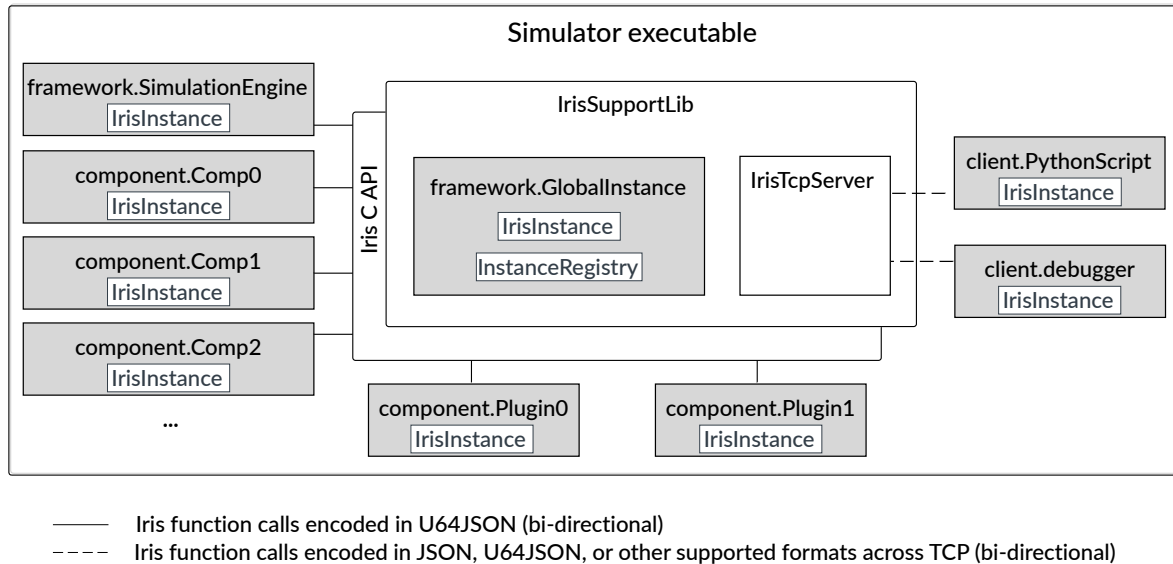 Simulator executable
framework.SimulationEngine
IrisInstance
component.Comp0
IrisInstance
component.Comp1
IrisInstance
component.Comp2
IrisInstance
...
Iris C API
IrisSupportLib
framework.GlobalInstance
IrisInstance
InstanceRegistry
IrisTcpServer
client.PythonScript
IrisInstance
client.debugger
IrisInstance
component.Plugin0
IrisInstance
component.Plugin1
IrisInstance
Iris function calls encoded in U64JSON (bi-directional)
Iris function calls encoded in JSON, U64JSON, or other supported formats across TCP (bi-directional)